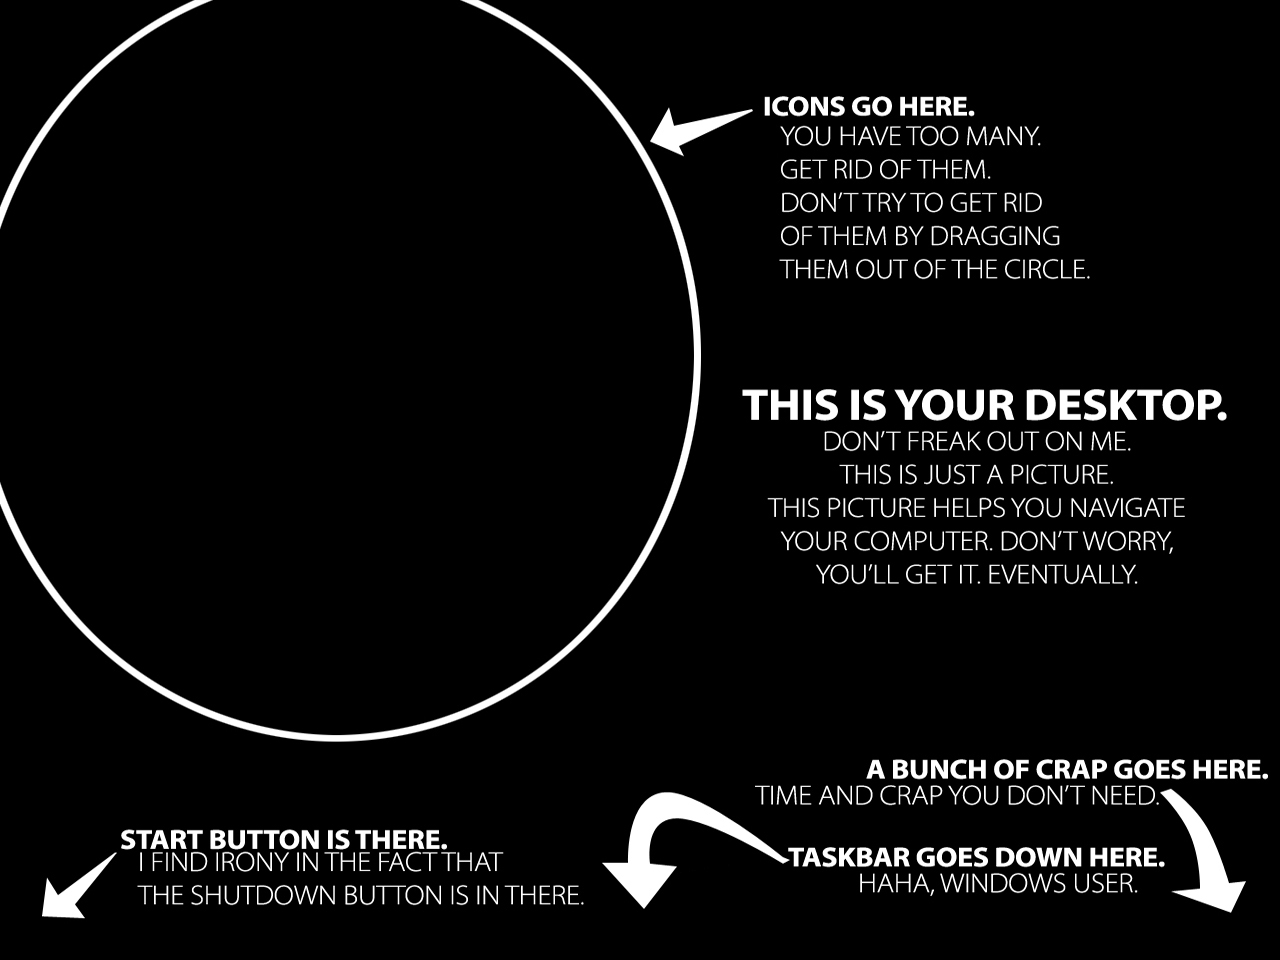 ICONS GO HERE.
YOU HAVE TOO MANY.
GET RID OF THEM.
DON'T TRY TO GET RID
OF THEM BY DRAGGING
THEM OUT OF THE CIRCLE.
THIS IS YOUR DESKTOP.
DON'T FREAK OUT ON ME.
THIS IS JUST A PICTURE.
THIS PICTURE HELPS YOU NAVIGATE
YOUR COMPUTER. DON'T WORRY,
YOU'LL GET IT. EVENTUALLY.
A BUNCH OF CRAP GOES HERE.
TIME AND CRAP YOU DON'T NEED.
START BUTTON IS THERE.
I FIND IRONY IN THE FACT THAT
THE SHUTDOWN BUTTON IS IN THERE.
TASKBAR GOES DOWN HERE.
HAHA, WINDOWS USER.